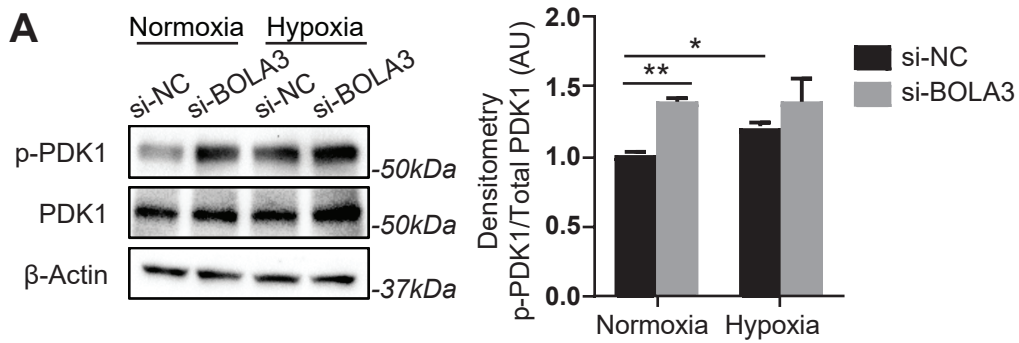 A
Normoxia Hypoxia
si-NC si-BOLA3 si-NC si-BOLA3
p-PDK1 -50kDa
PDK1 -50kDa
β-Actin -37kDa
Densitometry
p-PDK1/Total PDK1 (AU)
2.0
1.5
1.0
0.5
0.0
*
**
Normoxia Hypoxia
si-NC
si-BOLA3